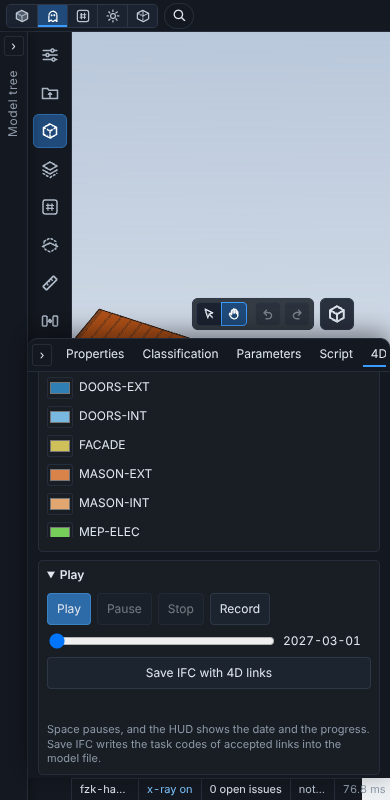 Model tree
Properties Classification Parameters Script 4D
DOORS-EXT
DOORS-INT
FACADE
MASON-EXT
MASON-INT
MEP-ELEC
▼ Play
Play Pause Stop Record
2027-03-01
Save IFC with 4D links
Space pauses, and the HUD shows the date and the progress.
Save IFC writes the task codes of accepted links into the
model file.
fzk-ha... x-ray on 0 open issues not... 76.8 ms